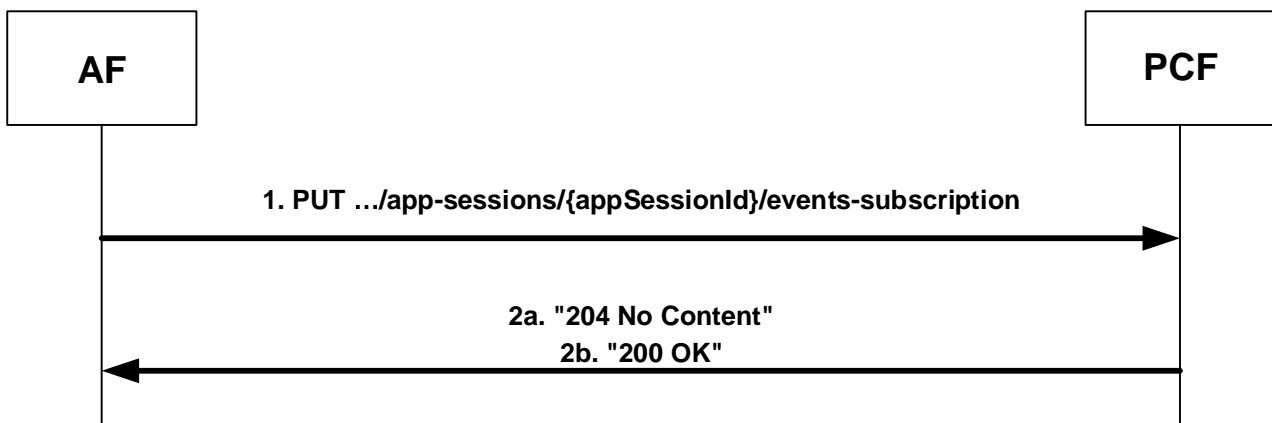 AF
PCF
1. PUT …/app-sessions/{appSessionId}/events-subscription
2a. "204 No Content"
2b. "200 OK"